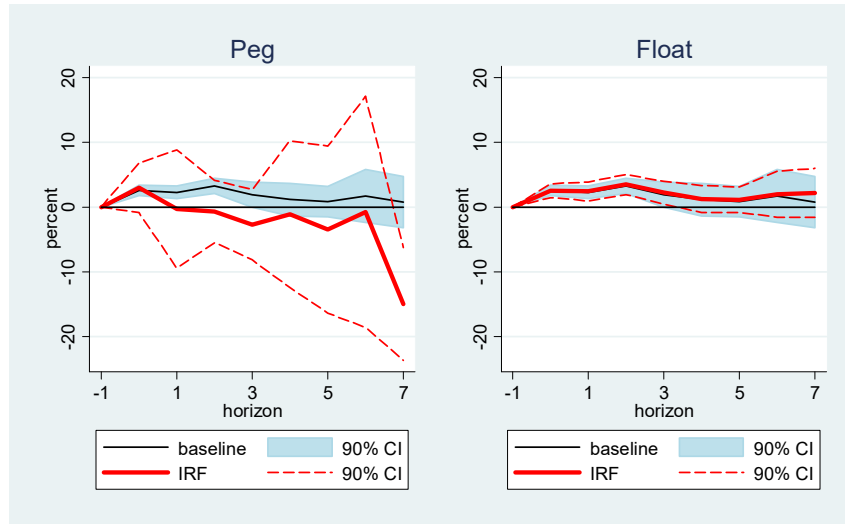 Peg
percent
20
10
0
-10
-20
-1 1 3 5 7
horizon
baseline 90% CI
IRF 90% CI
Float
percent
20
10
0
-10
-20
-1 1 3 5 7
horizon
baseline 90% CI
IRF 90% CI